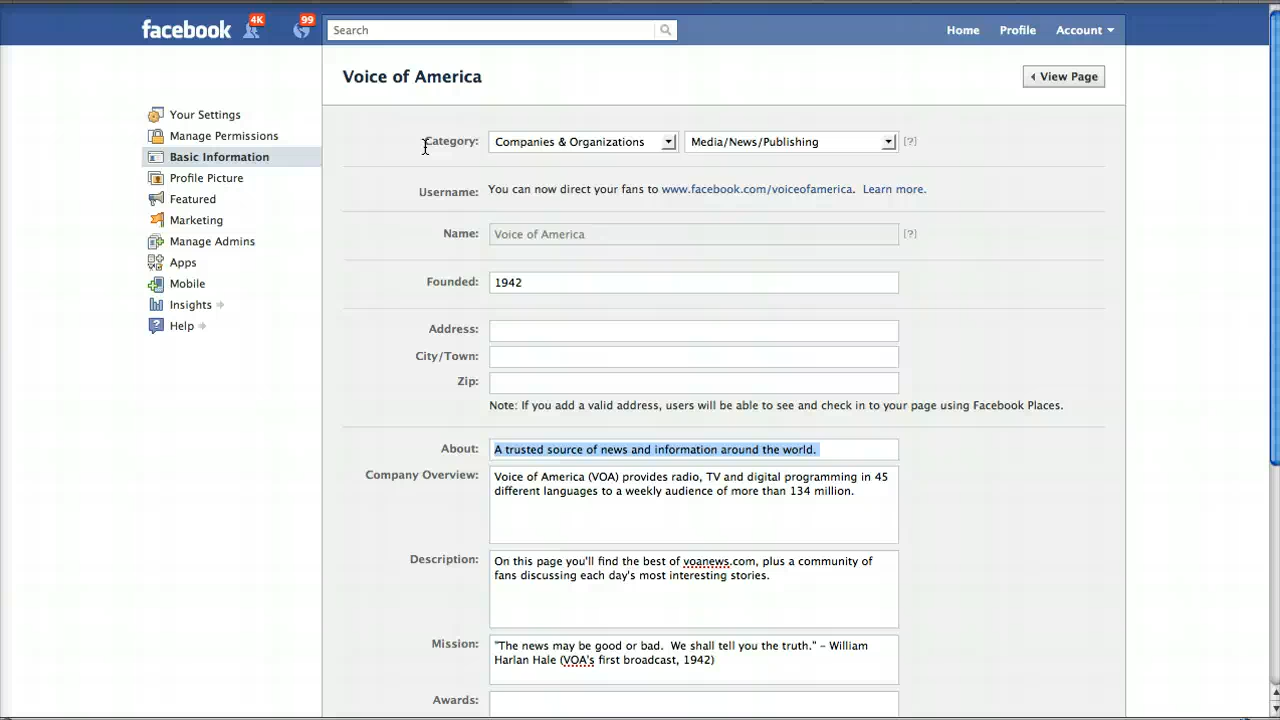 facebook 4K 99 Search Home Profile Account
Voice of America View Page
Your Settings
Manage Permissions
Basic Information
Profile Picture
Featured
Marketing
Manage Admins
Apps
Mobile
Insights
Help
Category: Companies & Organizations Media/News/Publishing [?]
Username: You can now direct your fans to www.facebook.com/voiceofamerica. Learn more.
Name: Voice of America [?]
Founded: 1942
Address:
City/Town:
Zip:
Note: If you add a valid address, users will be able to see and check in to your page using Facebook Places.
About: A trusted source of news and information around the world.
Company Overview: Voice of America (VOA) provides radio, TV and digital programming in 45
different languages to a weekly audience of more than 134 million.
Description: On this page you'll find the best of voanews.com, plus a community of
fans discussing each day's most interesting stories.
Mission: "The news may be good or bad. We shall tell you the truth." – William
Harlan Hale (VOA's first broadcast, 1942)
Awards: